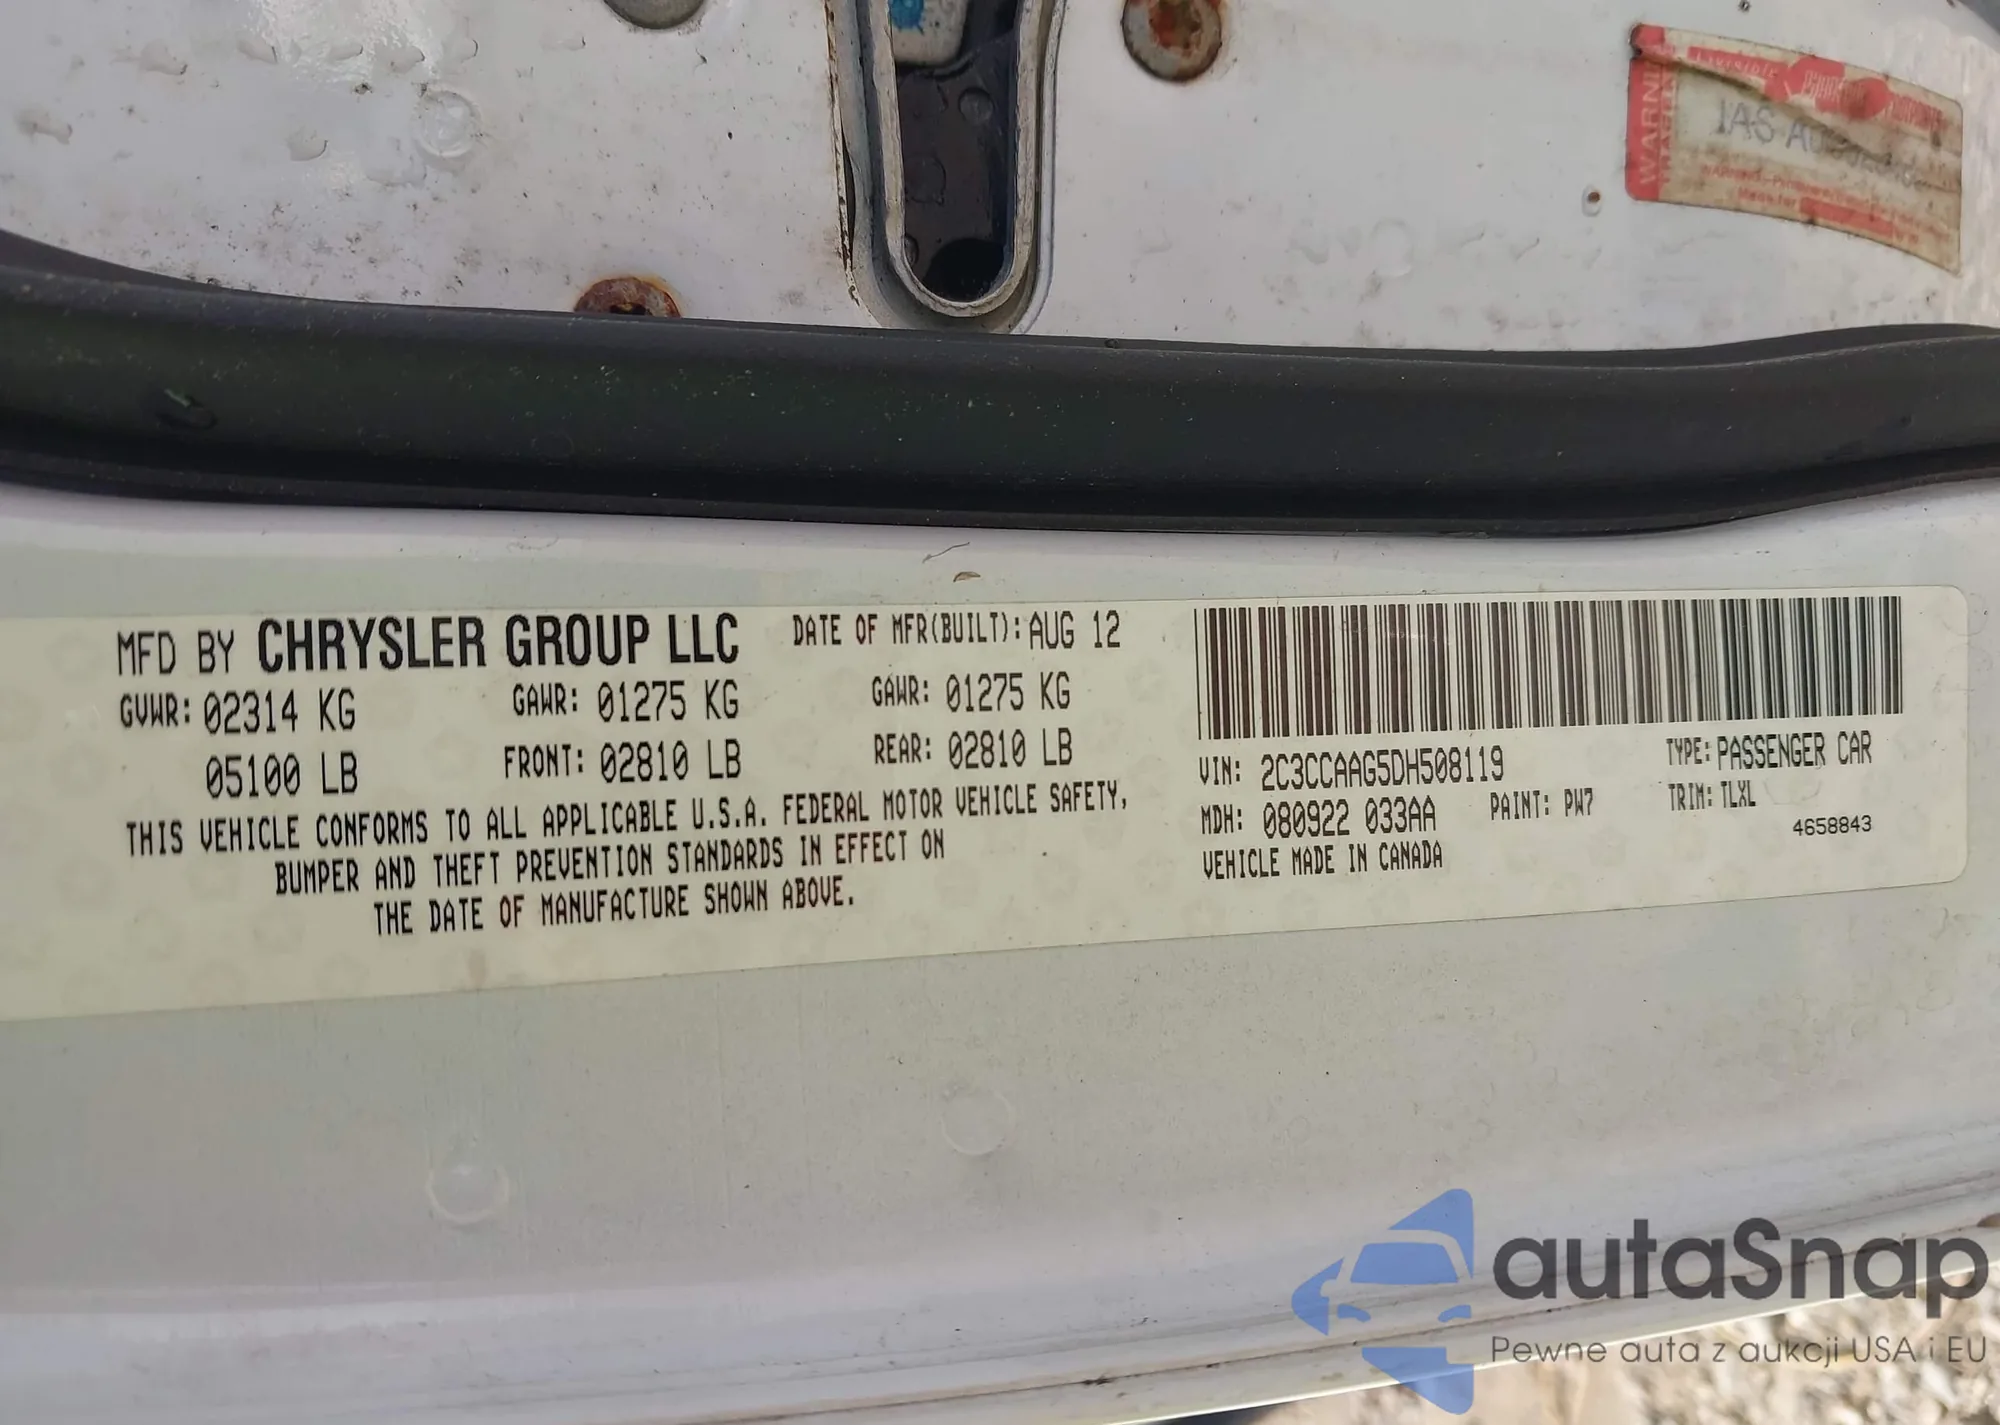 WARNING
IAS
MFD BY CHRYSLER GROUP LLC DATE OF MFR(BUILT): AUG 12
GVWR: 02314 KG GAWR: 01275 KG GAWR: 01275 KG
05100 LB FRONT: 02810 LB REAR: 02810 LB
THIS VEHICLE CONFORMS TO ALL APPLICABLE U.S.A. FEDERAL MOTOR VEHICLE SAFETY,
BUMPER AND THEFT PREVENTION STANDARDS IN EFFECT ON
THE DATE OF MANUFACTURE SHOWN ABOVE.
VIN: 2C3CCAAG5DH508119 TYPE: PASSENGER CAR
MDH: 080922 033AA PAINT: PW7 TRIM: TLXL
4658843
VEHICLE MADE IN CANADA
autaSnap
Pewne auta z aukcji USA i EU